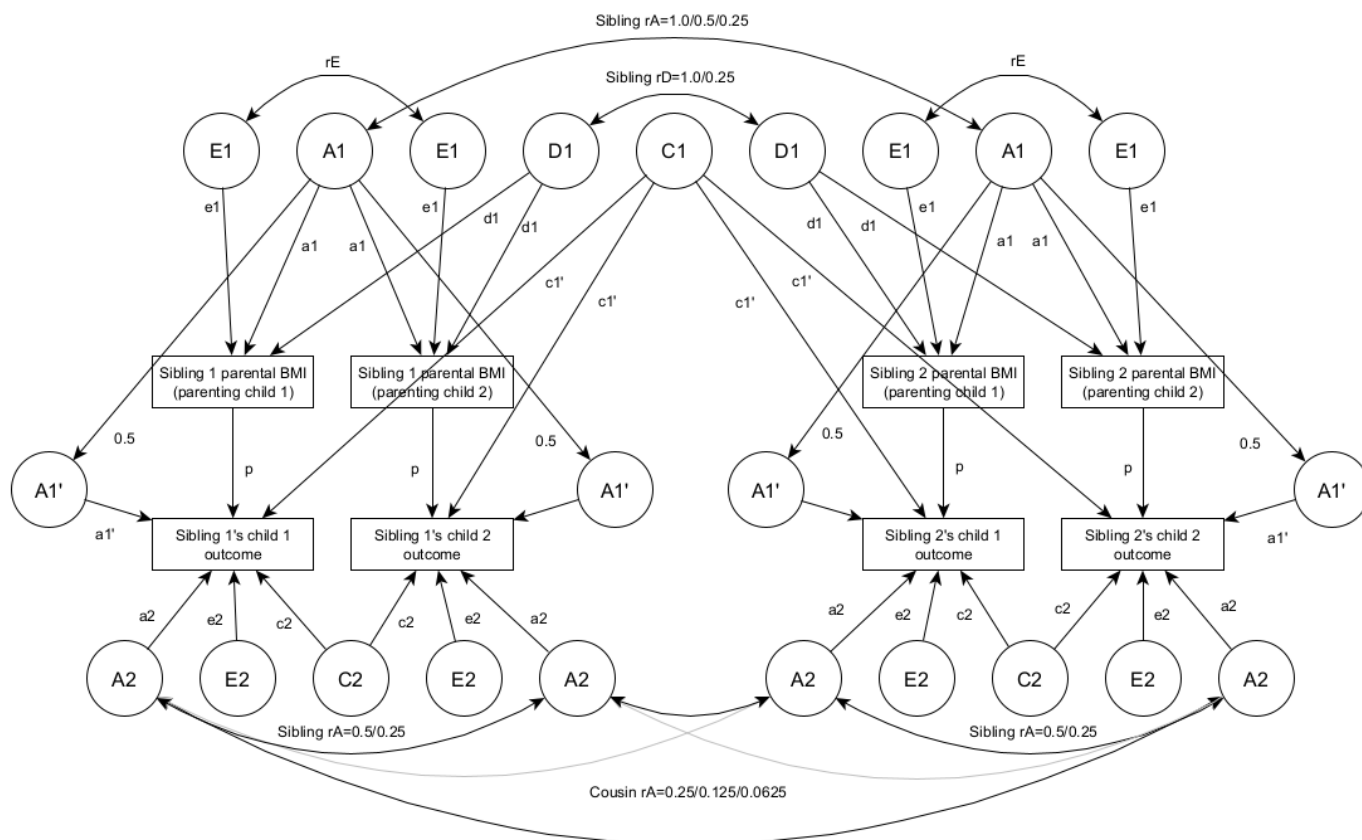 Sibling rA=1.0/0.5/0.25
rE
Sibling rD=1.0/0.25
rE
E1
A1
E1
D1
C1
D1
E1
A1
E1
e1
a1
a1
e1
d1
d1
c1'
c1'
c1'
c1'
d1
d1
e1
a1
a1
e1
Sibling 1 parental BMI
(parenting child 1)
Sibling 1 parental BMI
(parenting child 2)
Sibling 2 parental BMI
(parenting child 1)
Sibling 2 parental BMI
(parenting child 2)
0.5
p
p
0.5
0.5
p
p
0.5
A1'
A1'
A1'
A1'
a1'
a1'
Sibling 1's child 1
outcome
Sibling 1's child 2
outcome
Sibling 2's child 1
outcome
Sibling 2's child 2
outcome
a2
e2
c2
c2
e2
a2
a2
e2
c2
c2
e2
a2
A2
E2
C2
E2
A2
A2
E2
C2
E2
A2
Sibling rA=0.5/0.25
Sibling rA=0.5/0.25
Cousin rA=0.25/0.125/0.0625